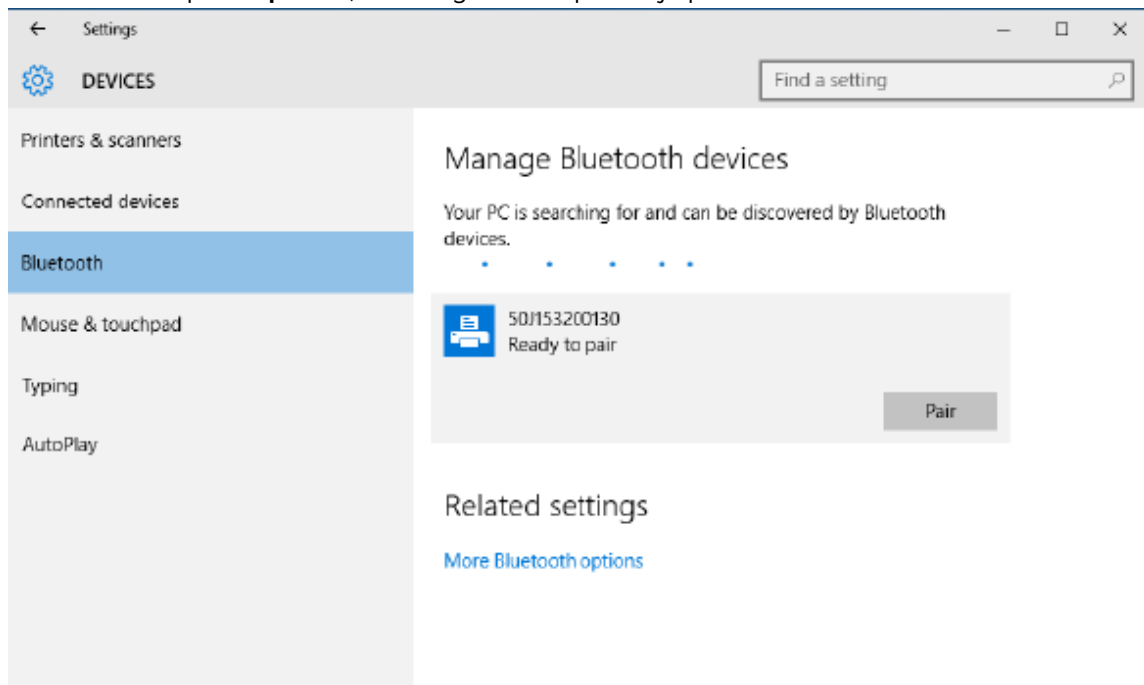 Settings
DEVICES
Find a setting
Printers & scanners
Connected devices
Bluetooth
Mouse & touchpad
Typing
AutoPlay
Manage Bluetooth devices
Your PC is searching for and can be discovered by Bluetooth
devices.
50J153200130
Ready to pair
Pair
Related settings
More Bluetooth options